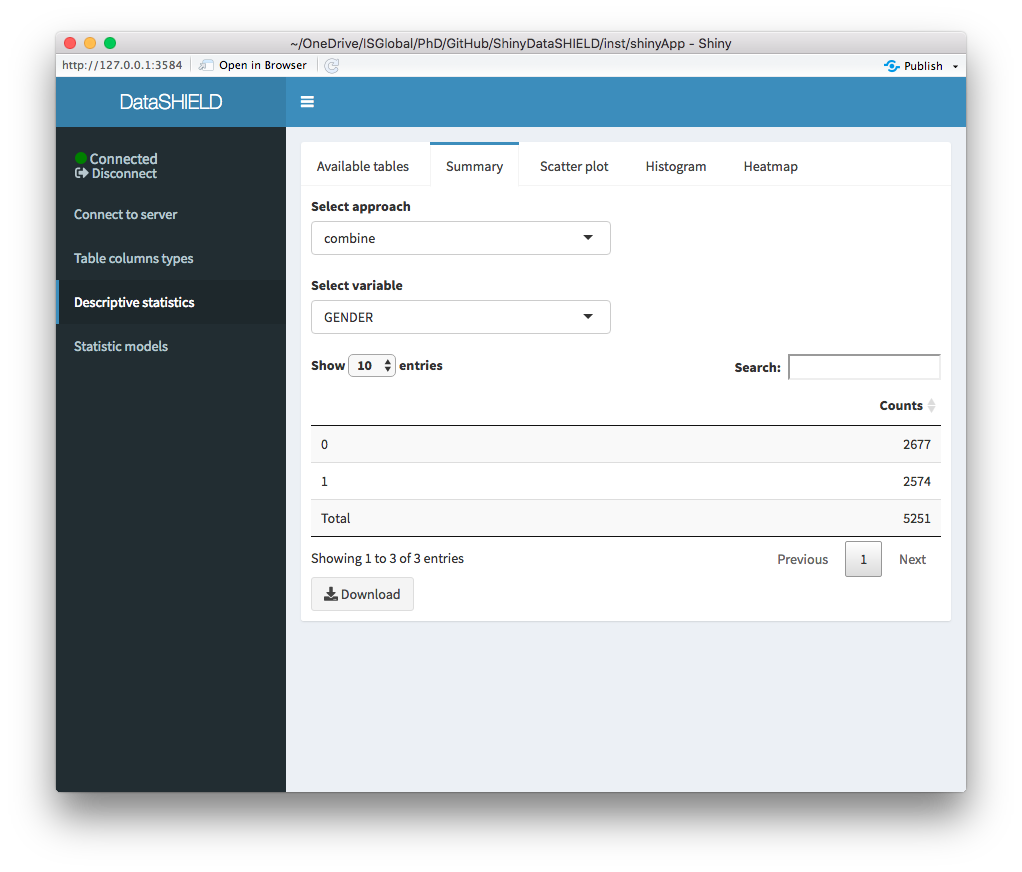 ~/OneDrive/ISGlobal/PhD/GitHub/ShinyDataSHIELD/inst/shinyApp - Shiny
http://127.0.0.1:3584 Open in Browser Publish
DataSHIELD
Connected
Disconnect
Connect to server
Table columns types
Descriptive statistics
Statistic models
Available tables Summary Scatter plot Histogram Heatmap
Select approach
combine
Select variable
GENDER
Show 10 entries Search:
Counts
0 2677
1 2574
Total 5251
Showing 1 to 3 of 3 entries Previous 1 Next
Download